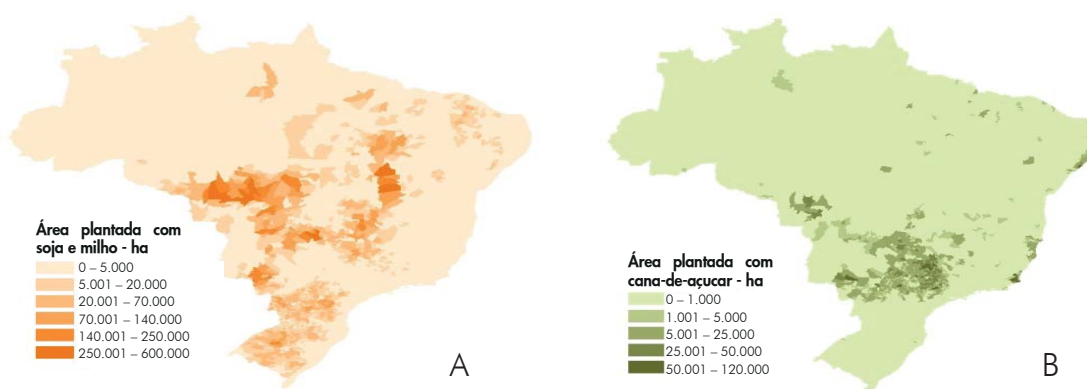 Área plantada com
soja e milho - ha
0 – 5.000
5.001 – 20.000
20.001 – 70.000
70.001 – 140.000
140.001 – 250.000
250.001 – 600.000
A
Área plantada com
cana-de-açucar - ha
0 – 1.000
1.001 – 5.000
5.001 – 25.000
25.001 – 50.000
50.001 – 120.000
B